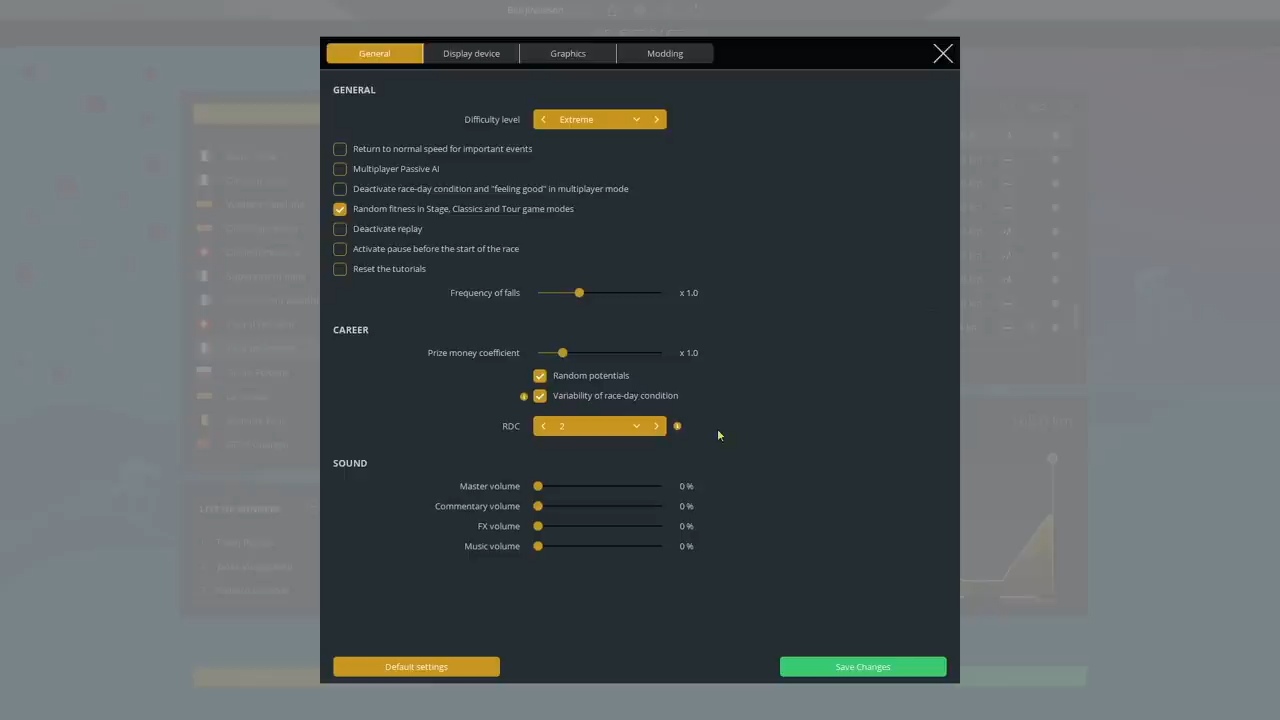 General
Display device
Graphics
Modding
GENERAL
Difficulty level
Extreme
Return to normal speed for important events
Multiplayer Passive AI
Deactivate race-day condition and "feeling good" in multiplayer mode
Random fitness in Stage, Classics and Tour game modes
Deactivate replay
Activate pause before the start of the race
Reset the tutorials
Frequency of falls
x 1.0
CAREER
Prize money coefficient
x 1.0
Random potentials
Variability of race-day condition
RDC
2
SOUND
Master volume
0 %
Commentary volume
0 %
FX volume
0 %
Music volume
0 %
Default settings
Save Changes